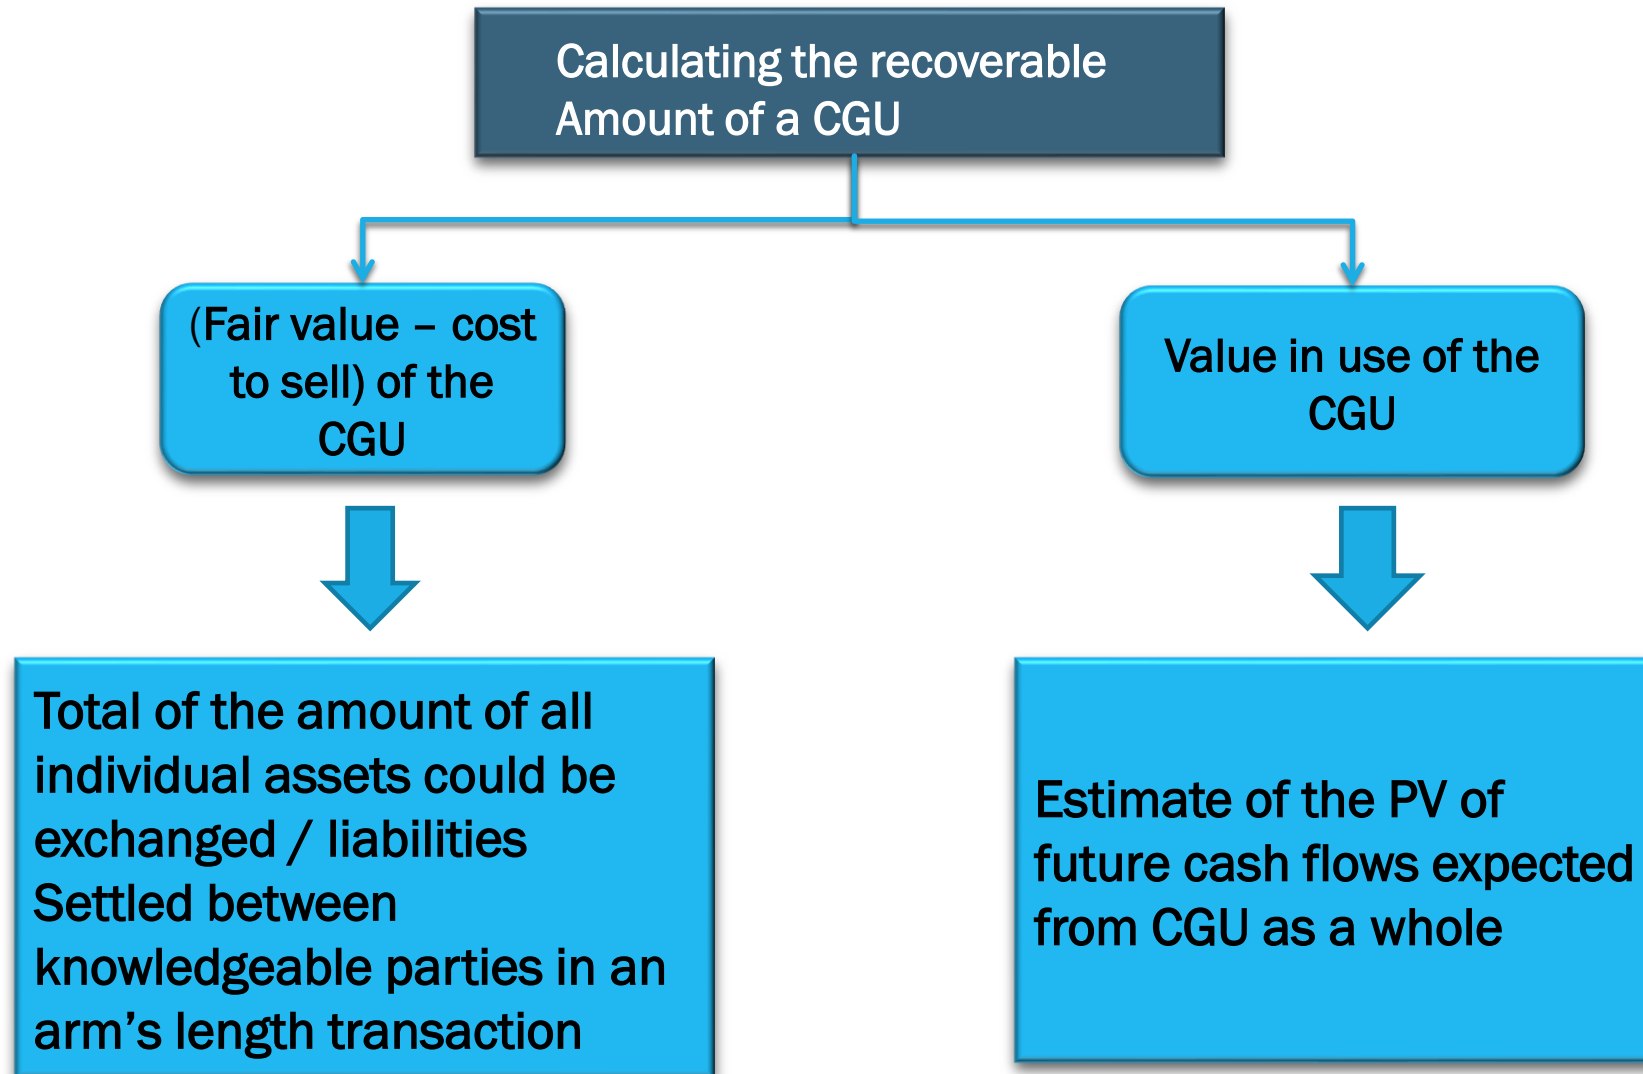 Calculating the recoverable
Amount of a CGU
(Fair value – cost
to sell) of the
CGU
Value in use of the
CGU
Total of the amount of all
individual assets could be
exchanged / liabilities
Settled between
knowledgeable parties in an
arm’s length transaction
Estimate of the PV of
future cash flows expected
from CGU as a whole